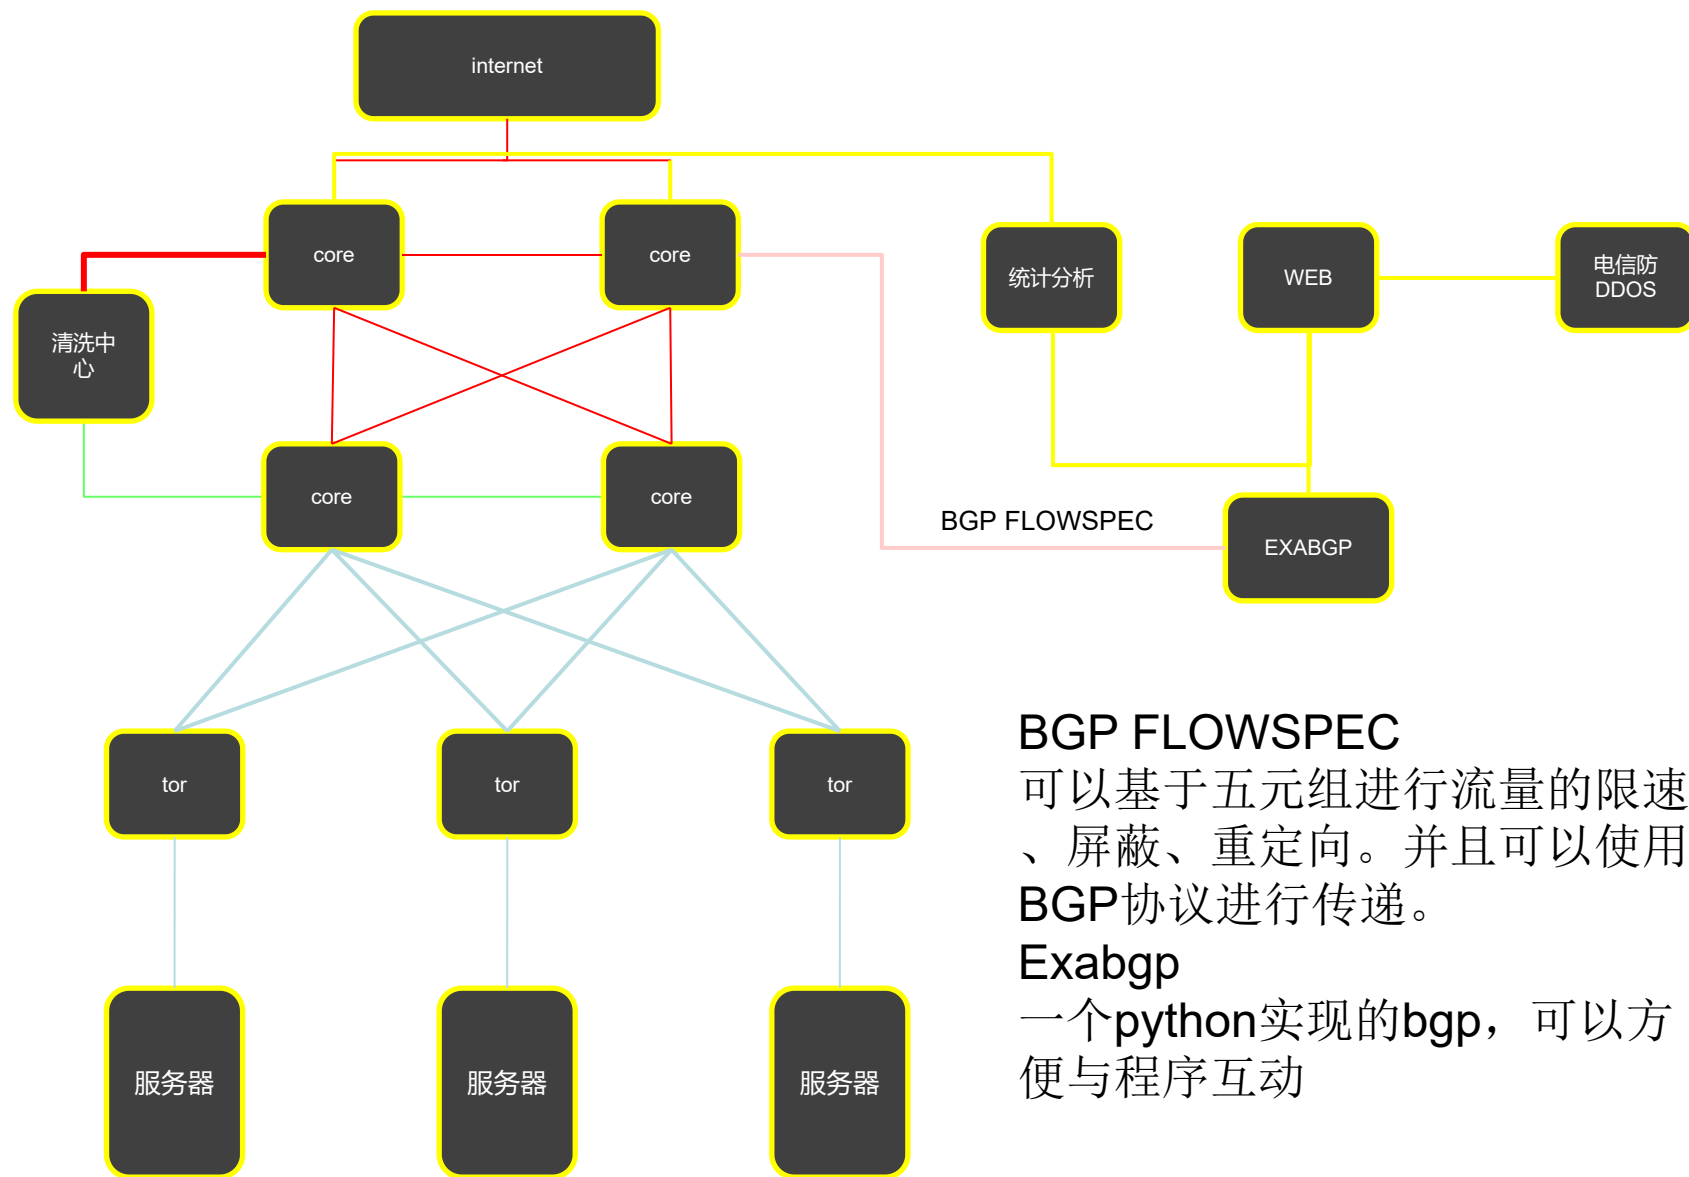 internet
core
core
统计分析
WEB
电信防
DDOS
清洗中
心
core
core
BGP FLOWSPEC
EXABGP
tor
tor
tor
BGP FLOWSPEC
可以基于五元组进行流量的限速
、屏蔽、重定向。并且可以使用
BGP协议进行传递。
Exabgp
一个python实现的bgp，可以方
便与程序互动
服务器
服务器
服务器